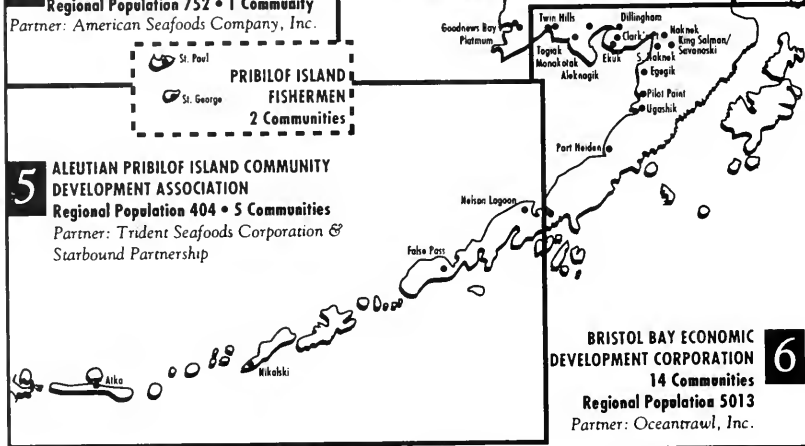 Regional Population 752 • 1 Community
Partner: American Seafoods Company, Inc.
St. Paul
St. George
PRIBILOF ISLAND
FISHERMEN
2 Communities
5
ALEUTIAN PRIBILOF ISLAND COMMUNITY
DEVELOPMENT ASSOCIATION
Regional Population 404 • 5 Communities
Partner: Trident Seafoods Corporation &
Starbound Partnership
Goodnews Bay
Platinum
Twin Hills
Togiak
Manokotak
Aleknagik
Dillingham
Clark's
Ekuk
Naknek
King Salmon/
Savonoski
S. Naknek
Egegik
Pilot Point
Ugashik
Port Heiden
Nelson Lagoon
False Pass
Nikolski
Atka
BRISTOL BAY ECONOMIC
DEVELOPMENT CORPORATION
14 Communities
Regional Population 5013
Partner: Oceantrawl, Inc.
6